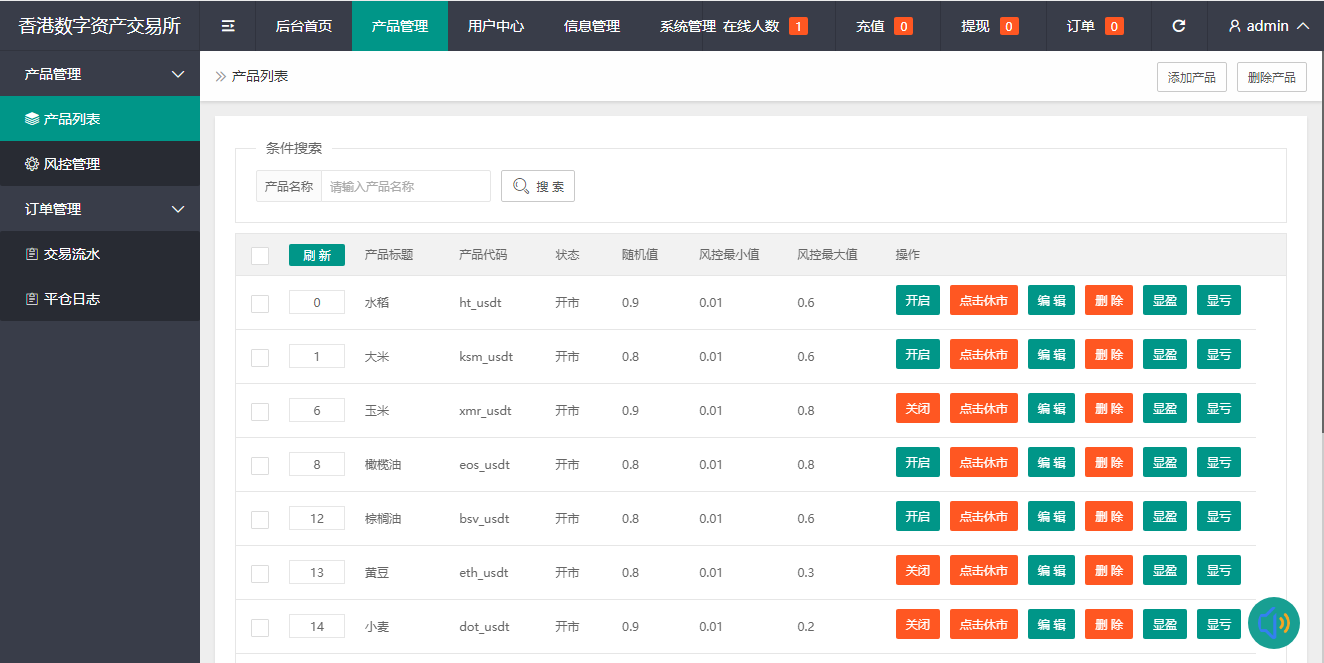 香港数字资产交易所 后台首页 产品管理 用户中心 信息管理 系统管理 在线人数 1 充值 0 提现 0 订单 0 admin
产品管理
产品列表
风控管理
订单管理
交易流水
平仓日志
产品列表 添加产品 删除产品
条件搜索
产品名称 请输入产品名称 搜 索
刷 新 产品标题 产品代码 状态 随机值 风控最小值 风控最大值 操作
0 水稻 ht_usdt 开市 0.9 0.01 0.6 开启 点击休市 编 辑 删 除 显盈 显亏
1 大米 ksm_usdt 开市 0.8 0.01 0.6 开启 点击休市 编 辑 删 除 显盈 显亏
6 玉米 xmr_usdt 开市 0.9 0.01 0.8 关闭 点击休市 编 辑 删 除 显盈 显亏
8 橄榄油 eos_usdt 开市 0.8 0.01 0.8 开启 点击休市 编 辑 删 除 显盈 显亏
12 棕榈油 bsv_usdt 开市 0.8 0.01 0.6 开启 点击休市 编 辑 删 除 显盈 显亏
13 黄豆 eth_usdt 开市 0.8 0.01 0.3 关闭 点击休市 编 辑 删 除 显盈 显亏
14 小麦 dot_usdt 开市 0.9 0.01 0.2 关闭 点击休市 编 辑 删 除 显盈 显亏